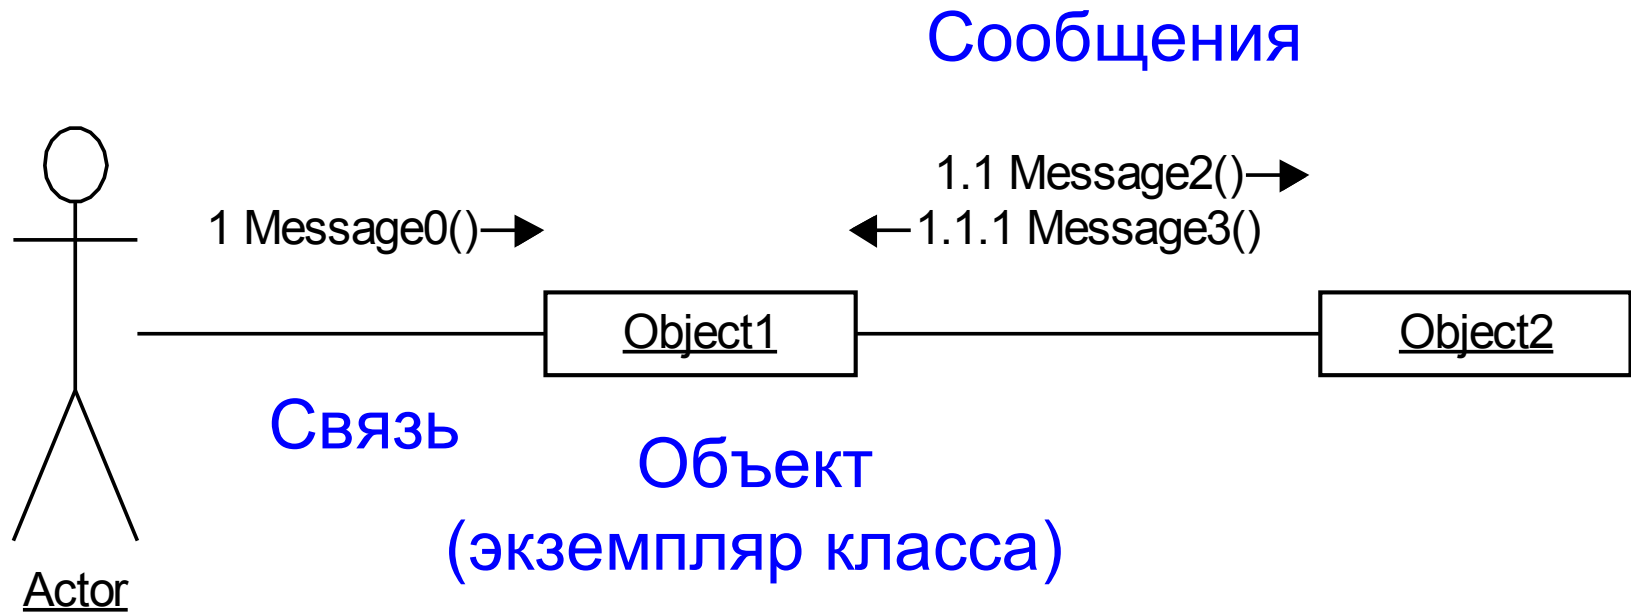 Сообщения
1.1 Message2()
1 Message0()
1.1.1 Message3()
Object1
Object2
Связь
Объект
(экземпляр класса)
Actor